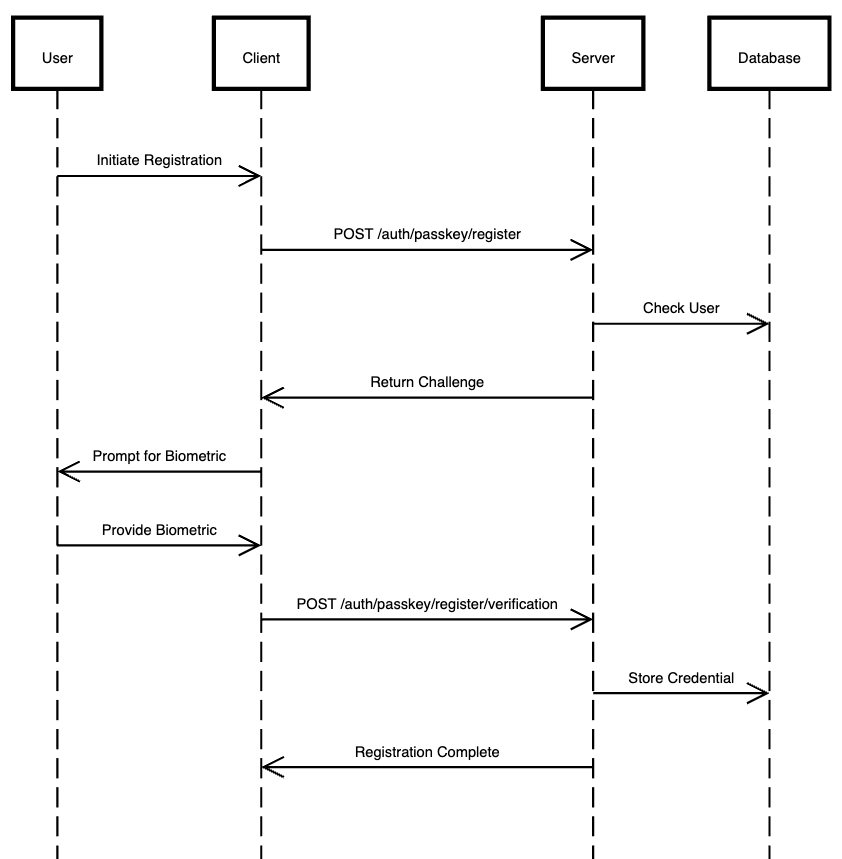 User
Client
Server
Database
Initiate Registration
POST /auth/passkey/register
Check User
Return Challenge
Prompt for Biometric
Provide Biometric
POST /auth/passkey/register/verification
Store Credential
Registration Complete